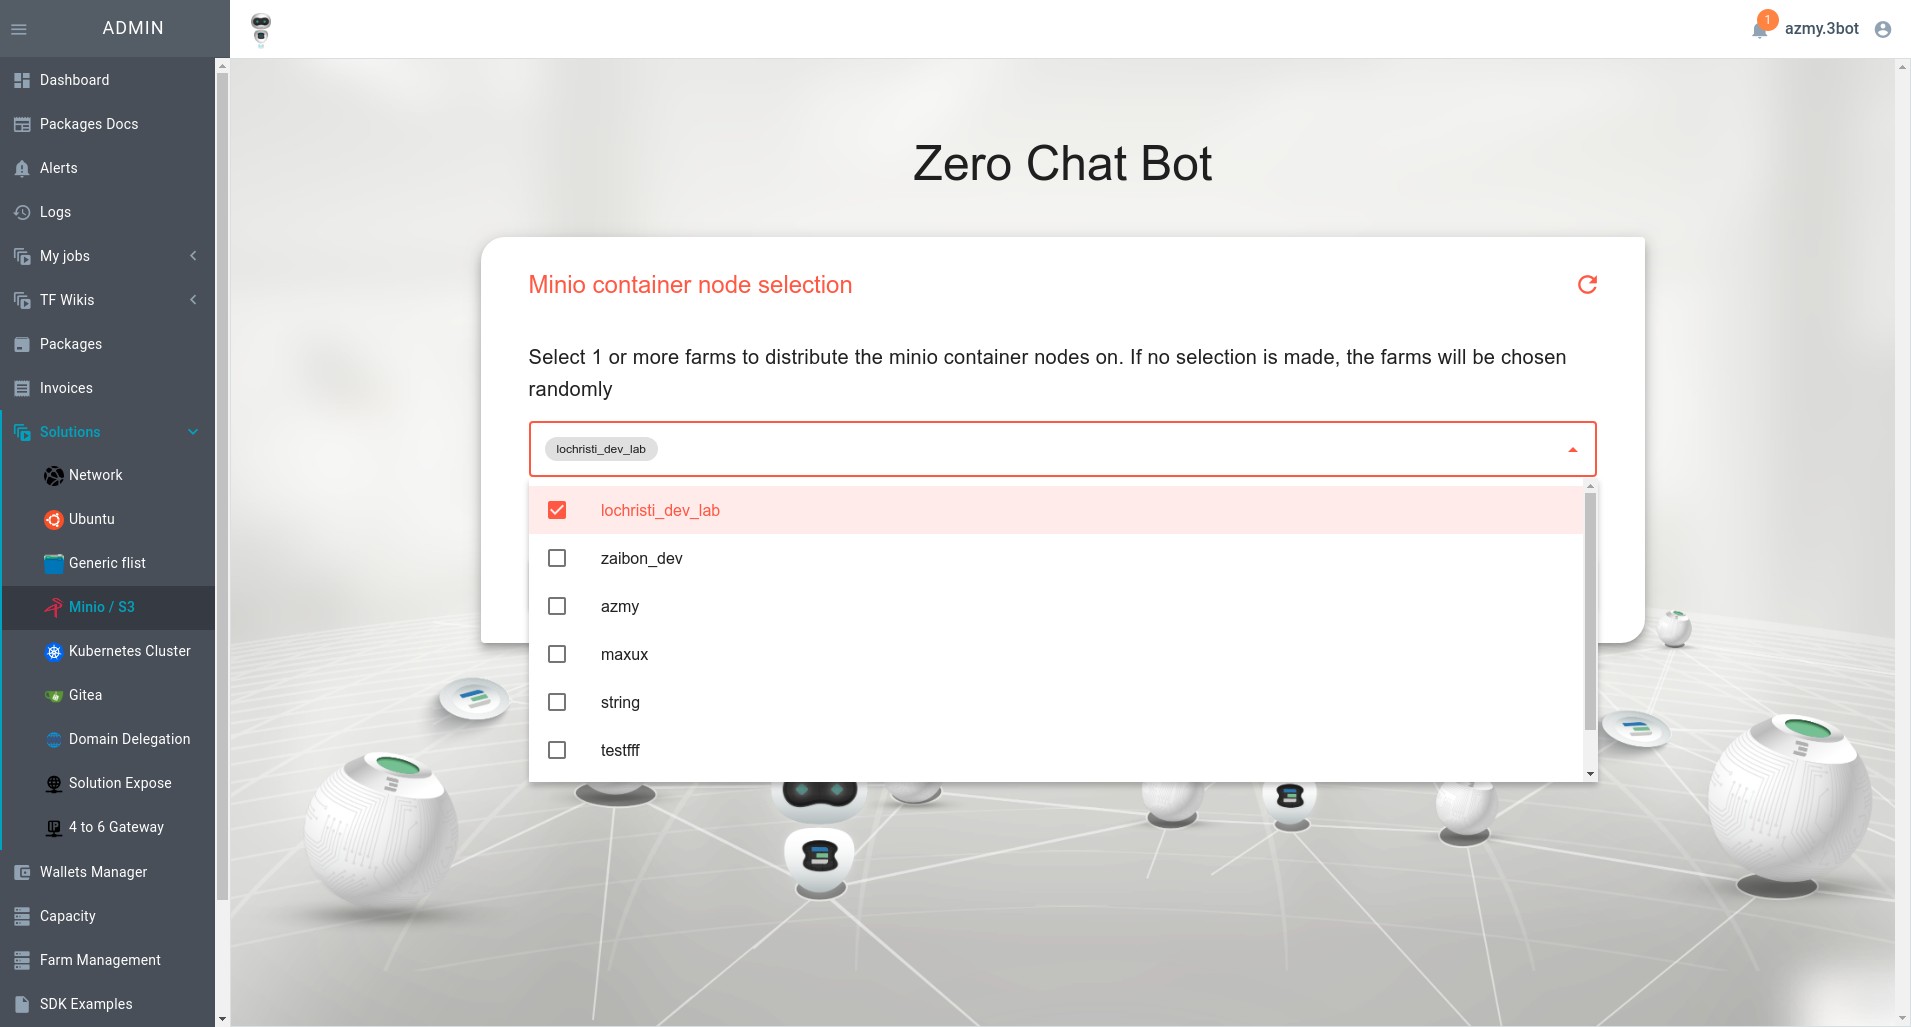 ADMIN
1
azmy.3bot
Dashboard
Packages Docs
Alerts
Logs
My jobs
TF Wikis
Packages
Invoices
Solutions
Network
Ubuntu
Generic flist
Minio / S3
Kubernetes Cluster
Gitea
Domain Delegation
Solution Expose
4 to 6 Gateway
Wallets Manager
Capacity
Farm Management
SDK Examples
Zero Chat Bot
Minio container node selection
Select 1 or more farms to distribute the minio container nodes on. If no selection is made, the farms will be chosen
randomly
lochristi_dev_lab
lochristi_dev_lab
zaibon_dev
azmy
maxux
string
testfff